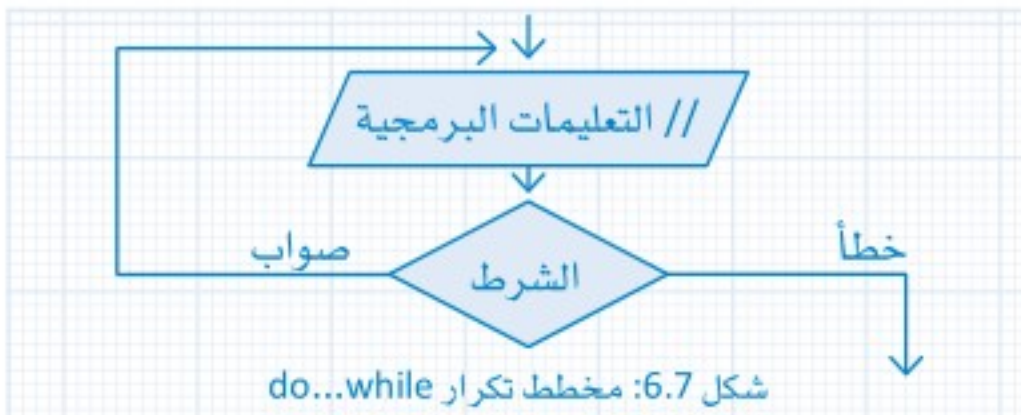 // التعليمات البرمجية
صواب
خطأ
الشرط
شكل 6.7: مخطط تكرار do...while